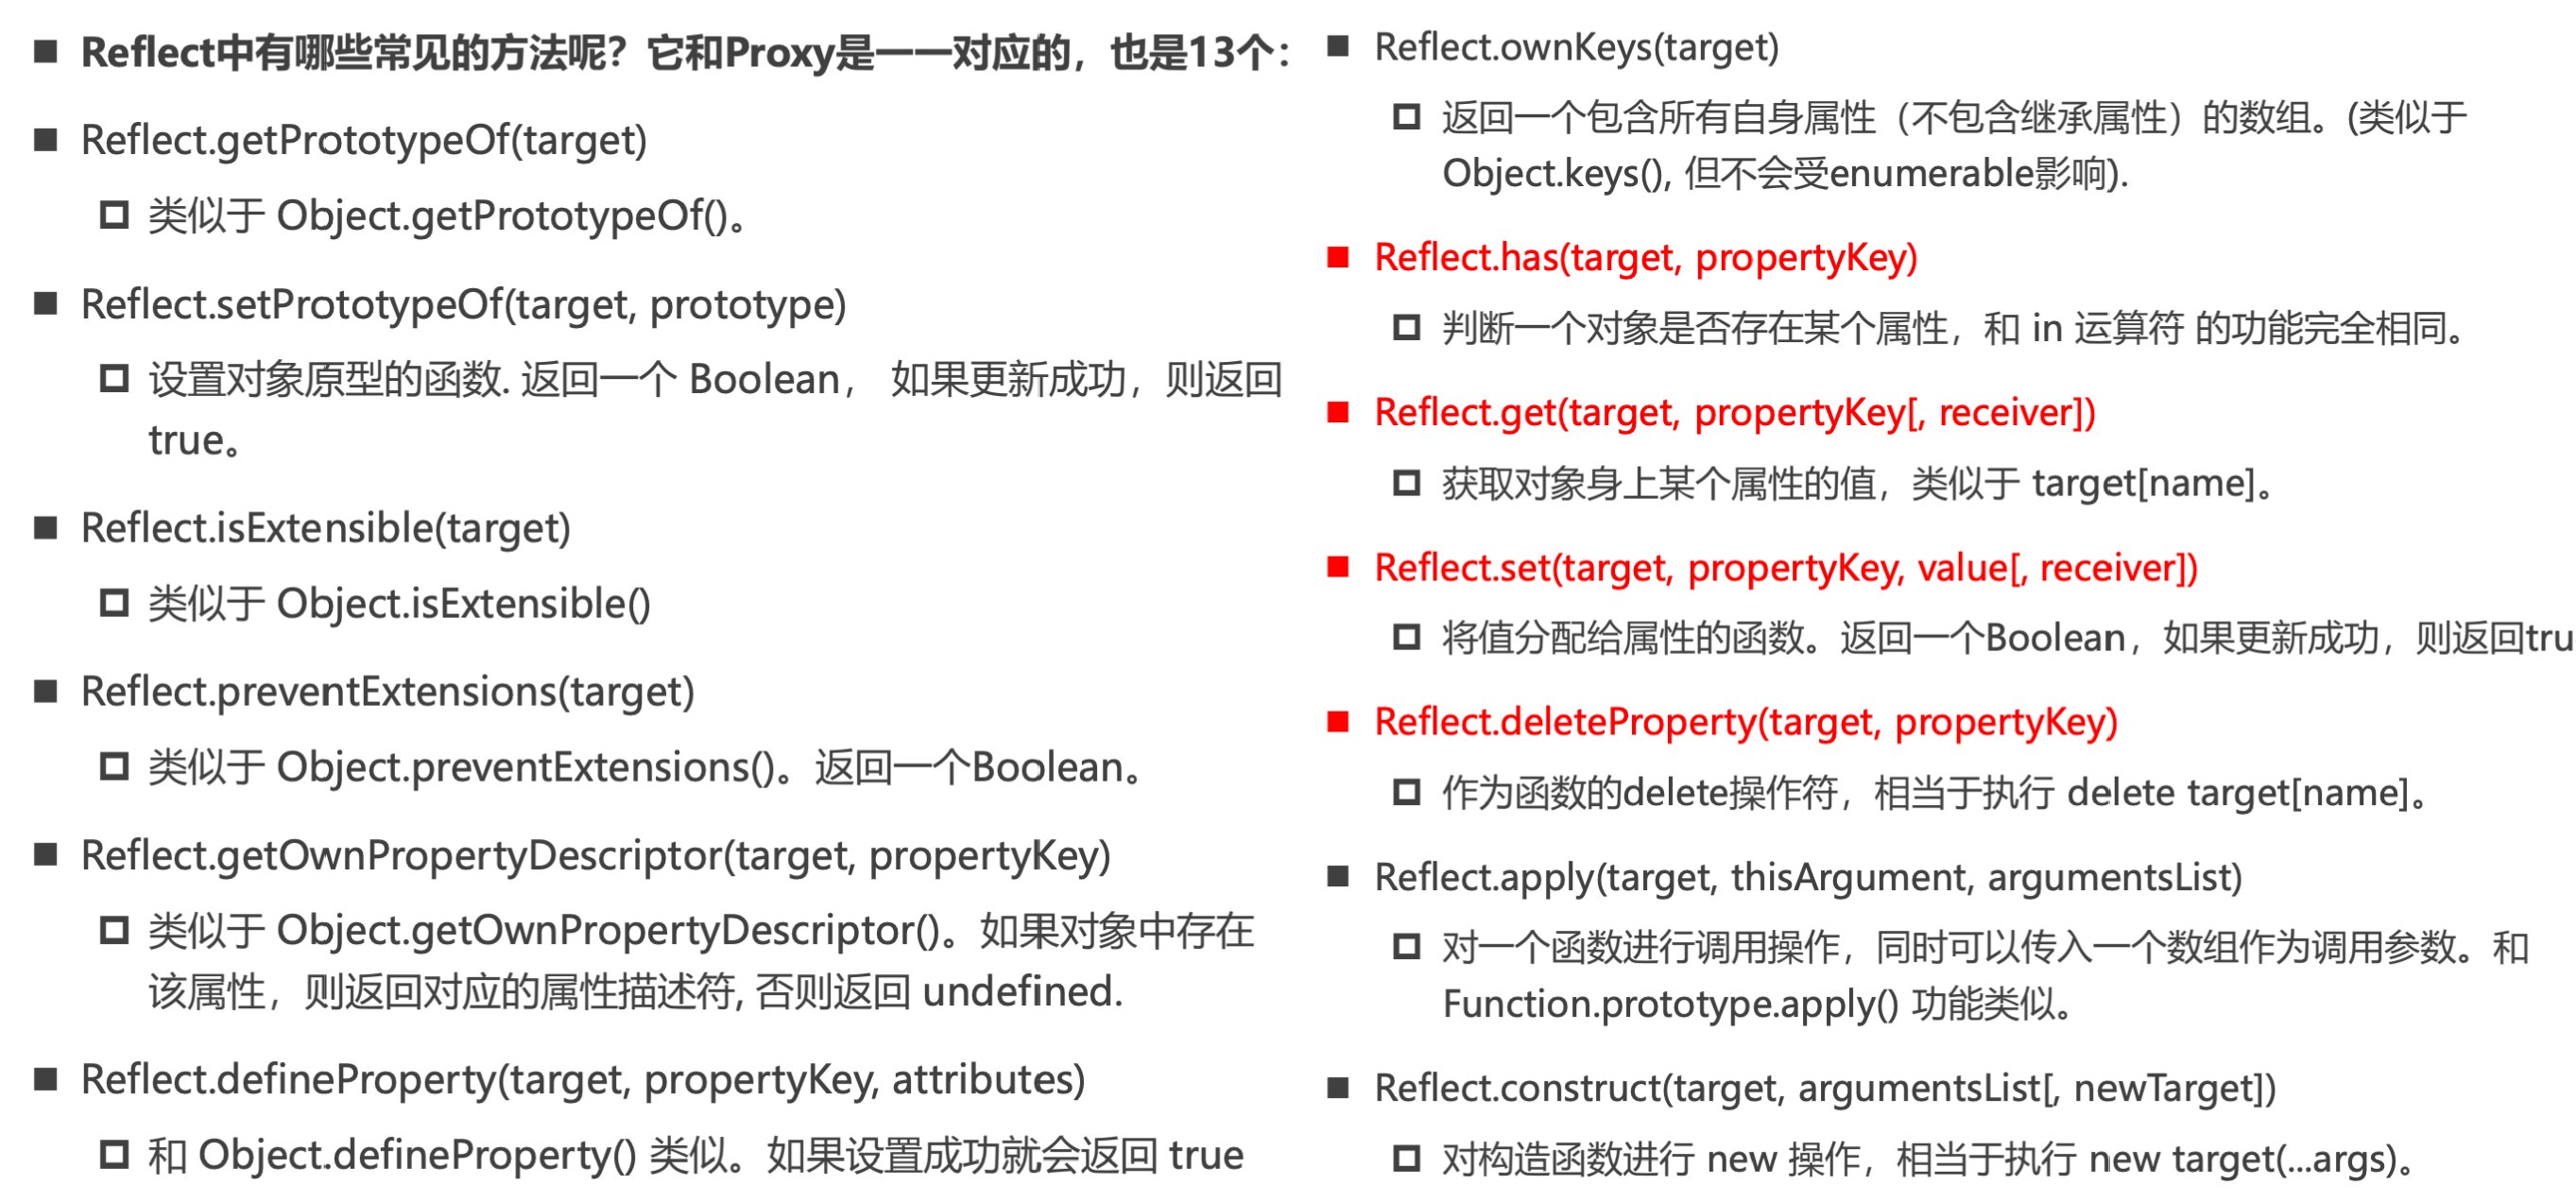 Reflect中有哪些常见的方法呢？它和Proxy是一一对应的，也是13个：
Reflect.getPrototypeOf(target)
类似于 Object.getPrototypeOf()。
Reflect.setPrototypeOf(target, prototype)
设置对象原型的函数. 返回一个 Boolean， 如果更新成功，则返回
true。
Reflect.isExtensible(target)
类似于 Object.isExtensible()
Reflect.preventExtensions(target)
类似于 Object.preventExtensions()。返回一个Boolean。
Reflect.getOwnPropertyDescriptor(target, propertyKey)
类似于 Object.getOwnPropertyDescriptor()。如果对象中存在
该属性，则返回对应的属性描述符, 否则返回 undefined.
Reflect.defineProperty(target, propertyKey, attributes)
和 Object.defineProperty() 类似。如果设置成功就会返回 true
Reflect.ownKeys(target)
返回一个包含所有自身属性（不包含继承属性）的数组。(类似于
Object.keys(), 但不会受enumerable影响).
Reflect.has(target, propertyKey)
判断一个对象是否存在某个属性，和 in 运算符 的功能完全相同。
Reflect.get(target, propertyKey[, receiver])
获取对象身上某个属性的值，类似于 target[name]。
Reflect.set(target, propertyKey, value[, receiver])
将值分配给属性的函数。返回一个Boolean，如果更新成功，则返回tru
Reflect.deleteProperty(target, propertyKey)
作为函数的delete操作符，相当于执行 delete target[name]。
Reflect.apply(target, thisArgument, argumentsList)
对一个函数进行调用操作，同时可以传入一个数组作为调用参数。和
Function.prototype.apply() 功能类似。
Reflect.construct(target, argumentsList[, newTarget])
对构造函数进行 new 操作，相当于执行 new target(...args)。